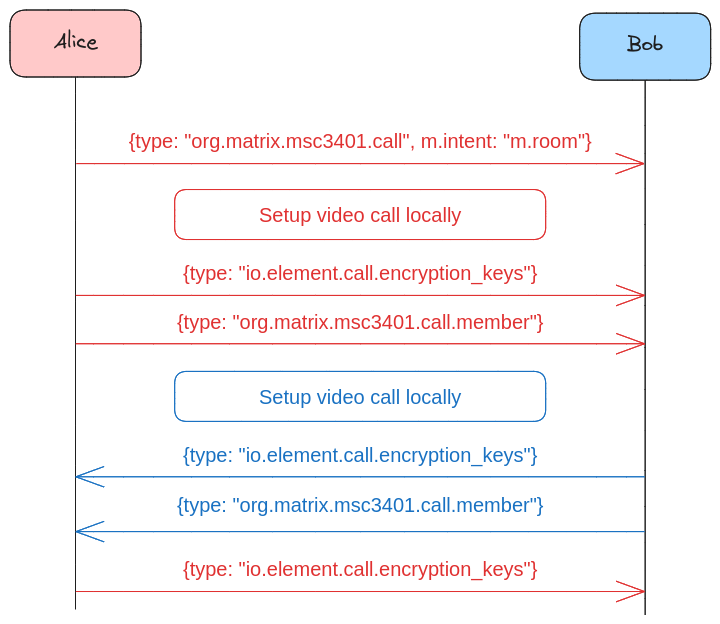 Alice
Bob
{type: "org.matrix.msc3401.call", m.intent: "m.room"}
Setup video call locally
{type: "io.element.call.encryption_keys"}
{type: "org.matrix.msc3401.call.member"}
Setup video call locally
{type: "io.element.call.encryption_keys"}
{type: "org.matrix.msc3401.call.member"}
{type: "io.element.call.encryption_keys"}